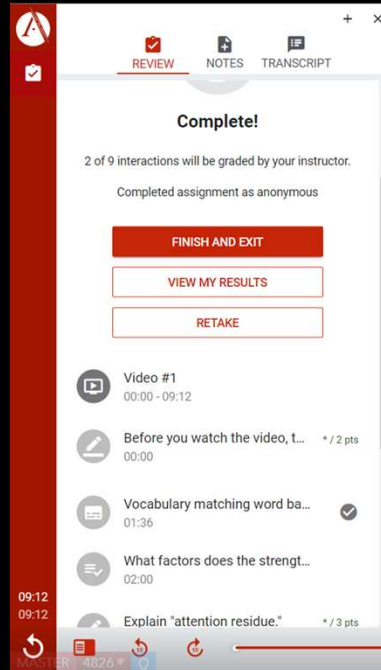 REVIEW NOTES TRANSCRIPT
Complete!
2 of 9 interactions will be graded by your instructor.
Completed assignment as anonymous
FINISH AND EXIT
VIEW MY RESULTS
RETAKE
Video #1
00:00 - 09:12
Before you watch the video, t... * / 2 pts
00:00
Vocabulary matching word ba...
01:36
What factors does the strengt...
02:00
Explain "attention residue." * / 3 pts
09:12
09:12
10 10
MASTER 4826